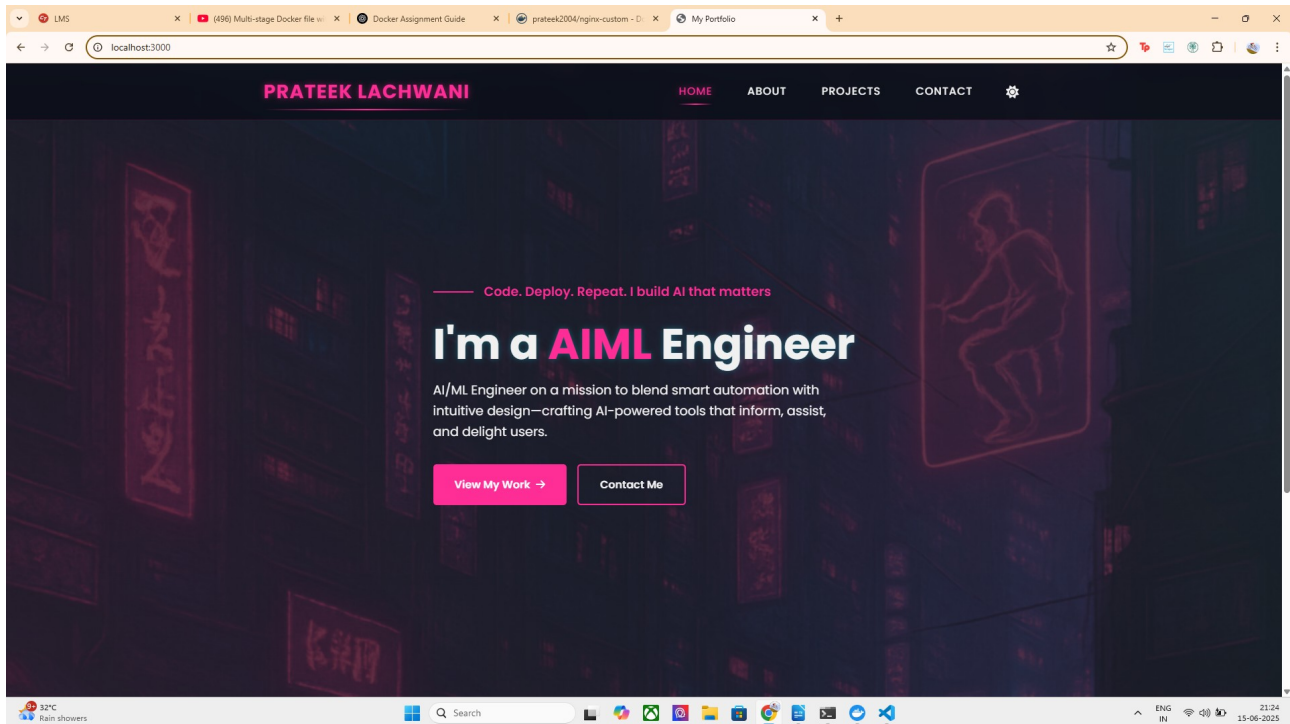 LMS
(496) Multi-stage Docker file w
Docker Assignment Guide
prateek2004/nginx-custom - D
My Portfolio
localhost:3000
PRATEEK LACHWANI
HOME
ABOUT
PROJECTS
CONTACT
Code. Deploy. Repeat. I build AI that matters
I'm a AIML Engineer
AI/ML Engineer on a mission to blend smart automation with
intuitive design—crafting AI-powered tools that inform, assist,
and delight users.
View My Work →
Contact Me
9+
32°C
Rain showers
Search
ENG
IN
21:24
15-06-2025